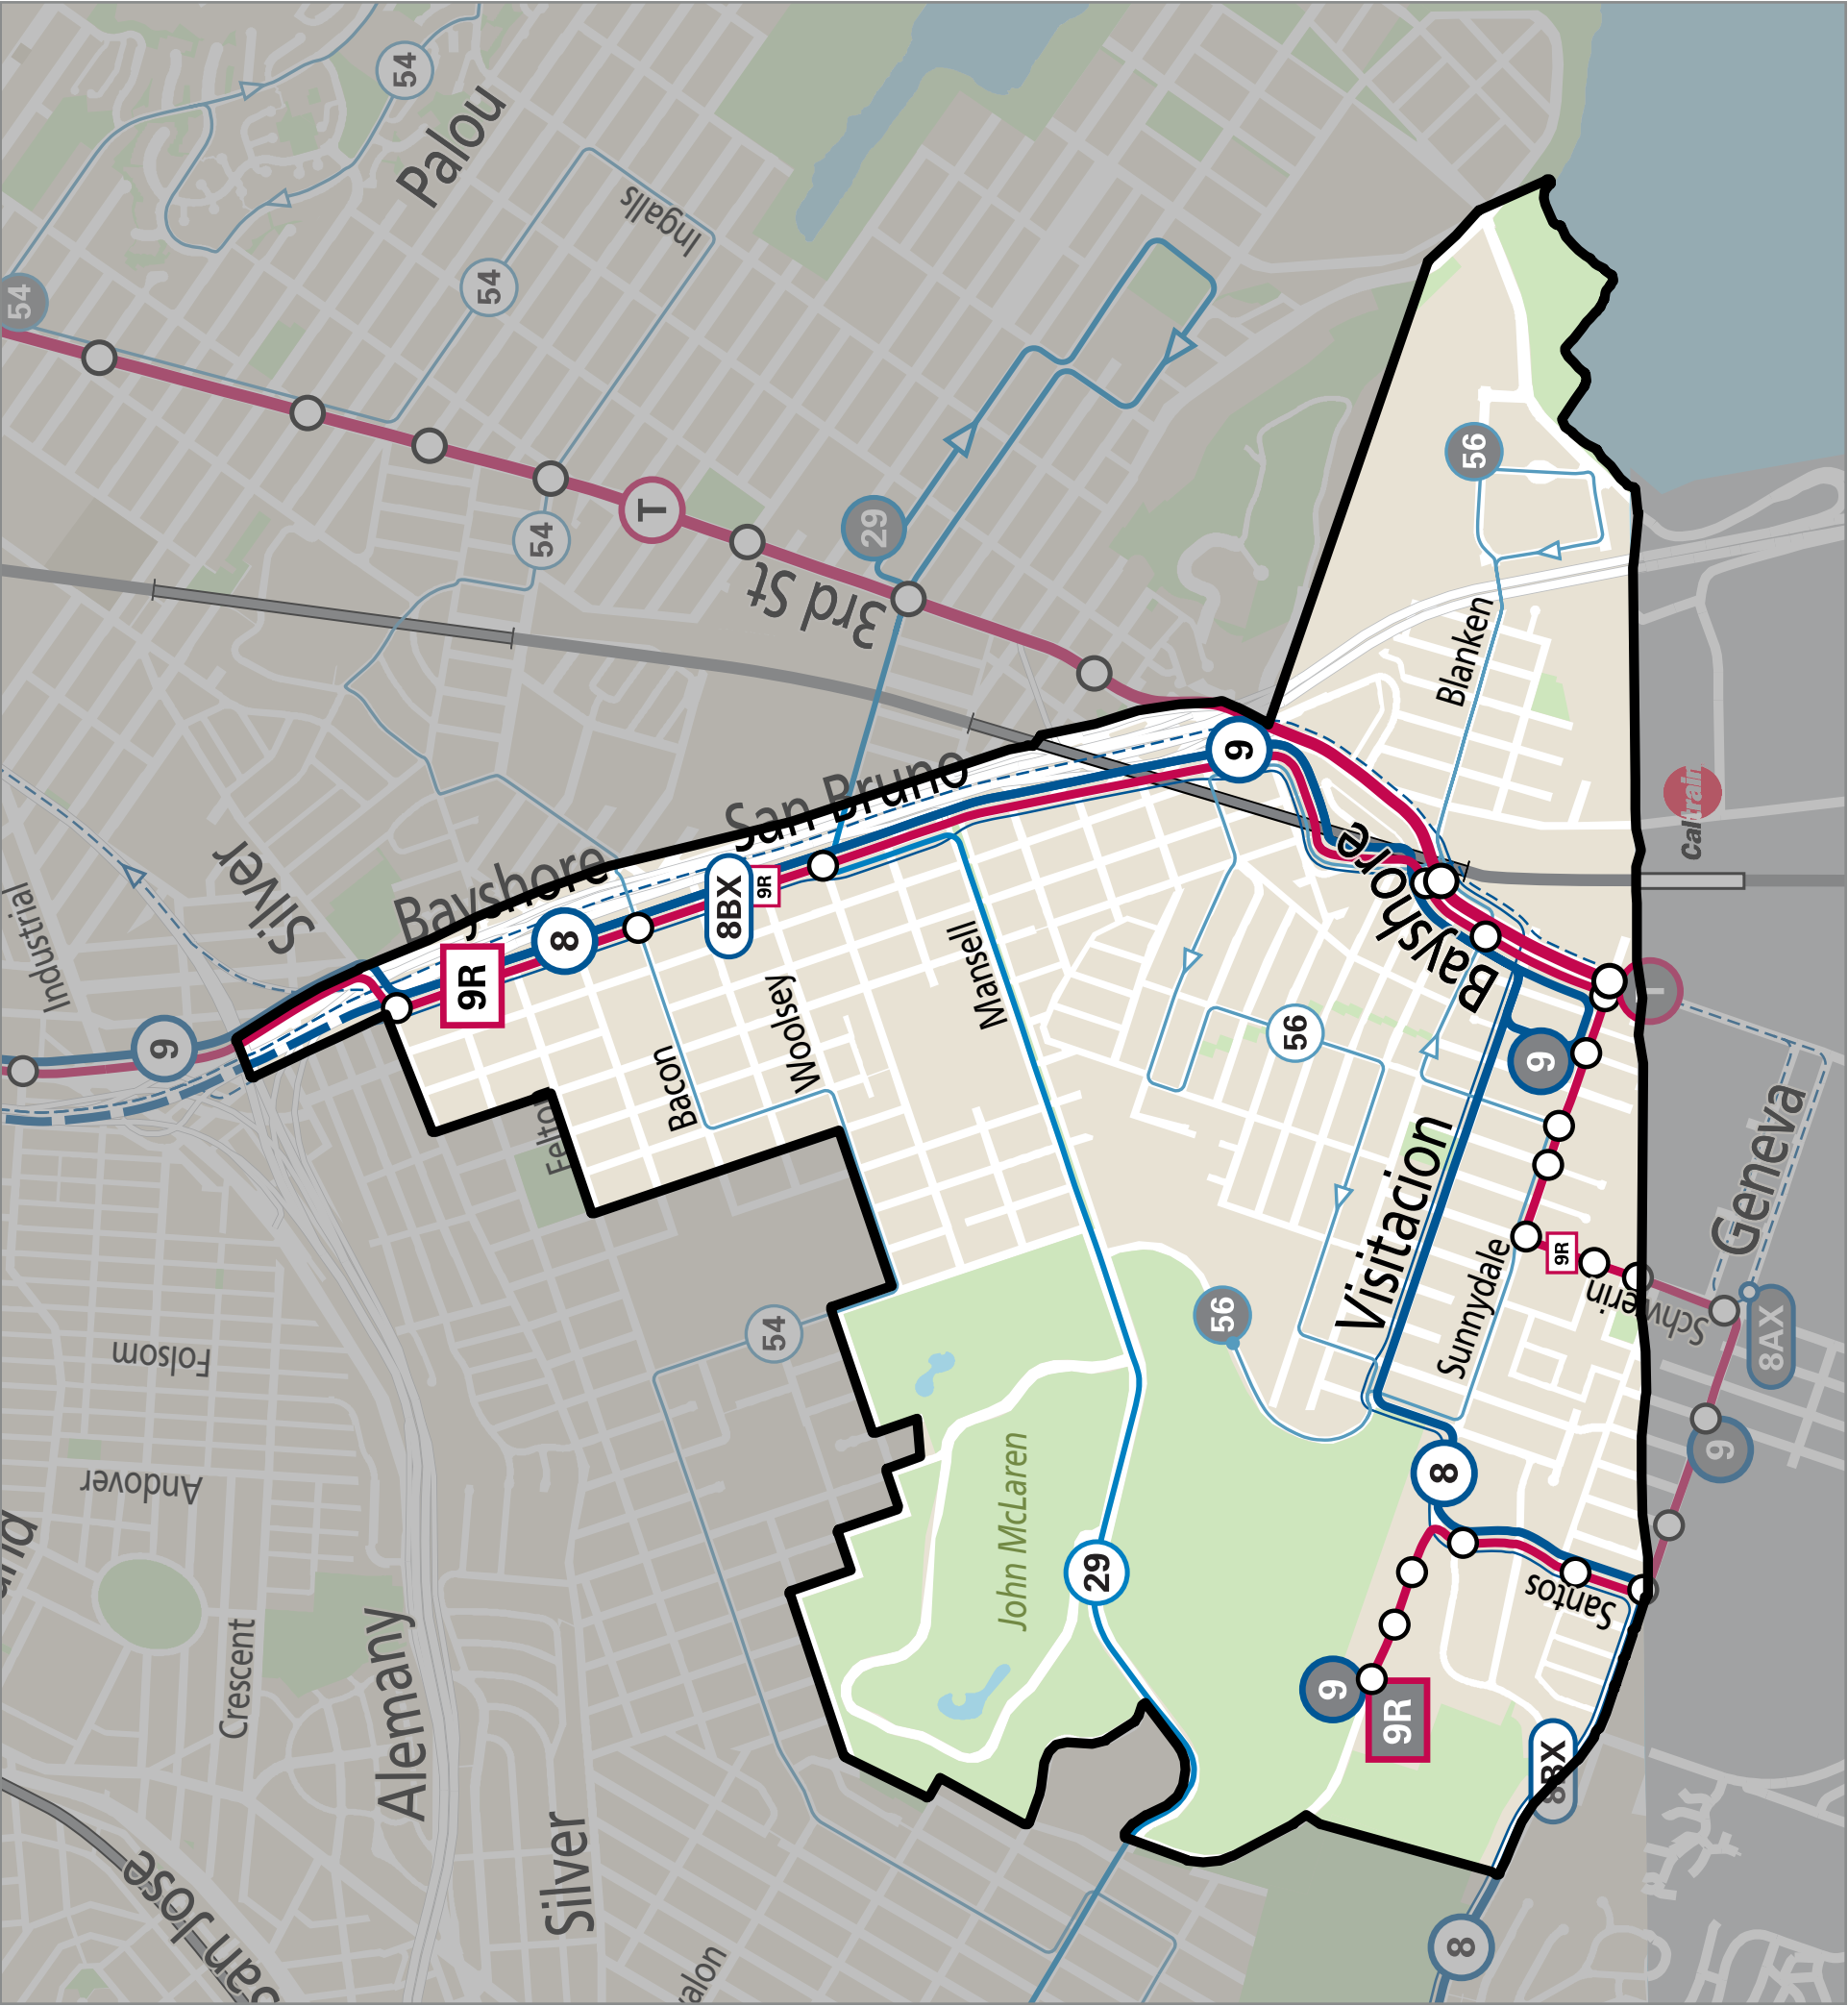 54
Palou
Ingalls
54
54
56
29
T
54
3rd St
Blanken
9
caltrain
San Bruno
Bayshore
Silver
Industrial
8BX
9R
8
9R
Bayshore
Mansell
Woolsey
Bacon
T
56
9
9
Felton
Visitacion
Geneva
Sunnydale
9R
Schwerin
56
54
8AX
Folsom
9
8
Andover
John McLaren
29
Santos
Crescent
Alemany
9
9R
8BX
Silver
San Jose
8